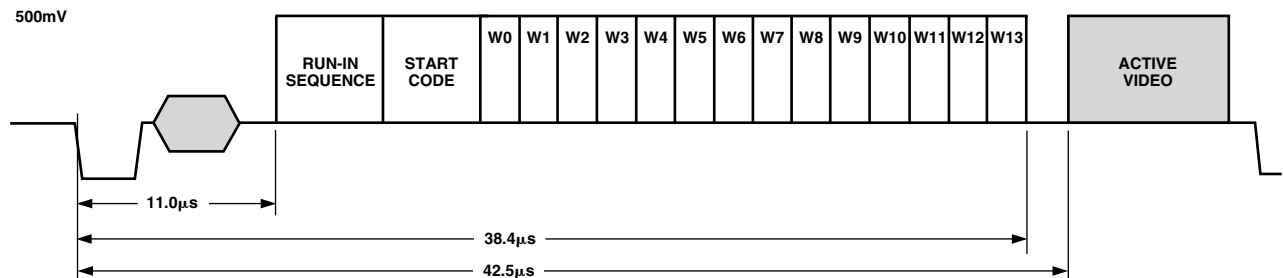 500mV
RUN-IN
SEQUENCE
START
CODE
W0 W1 W2 W3 W4 W5 W6 W7 W8 W9 W10 W11 W12 W13
ACTIVE
VIDEO
11.0μs
38.4μs
42.5μs